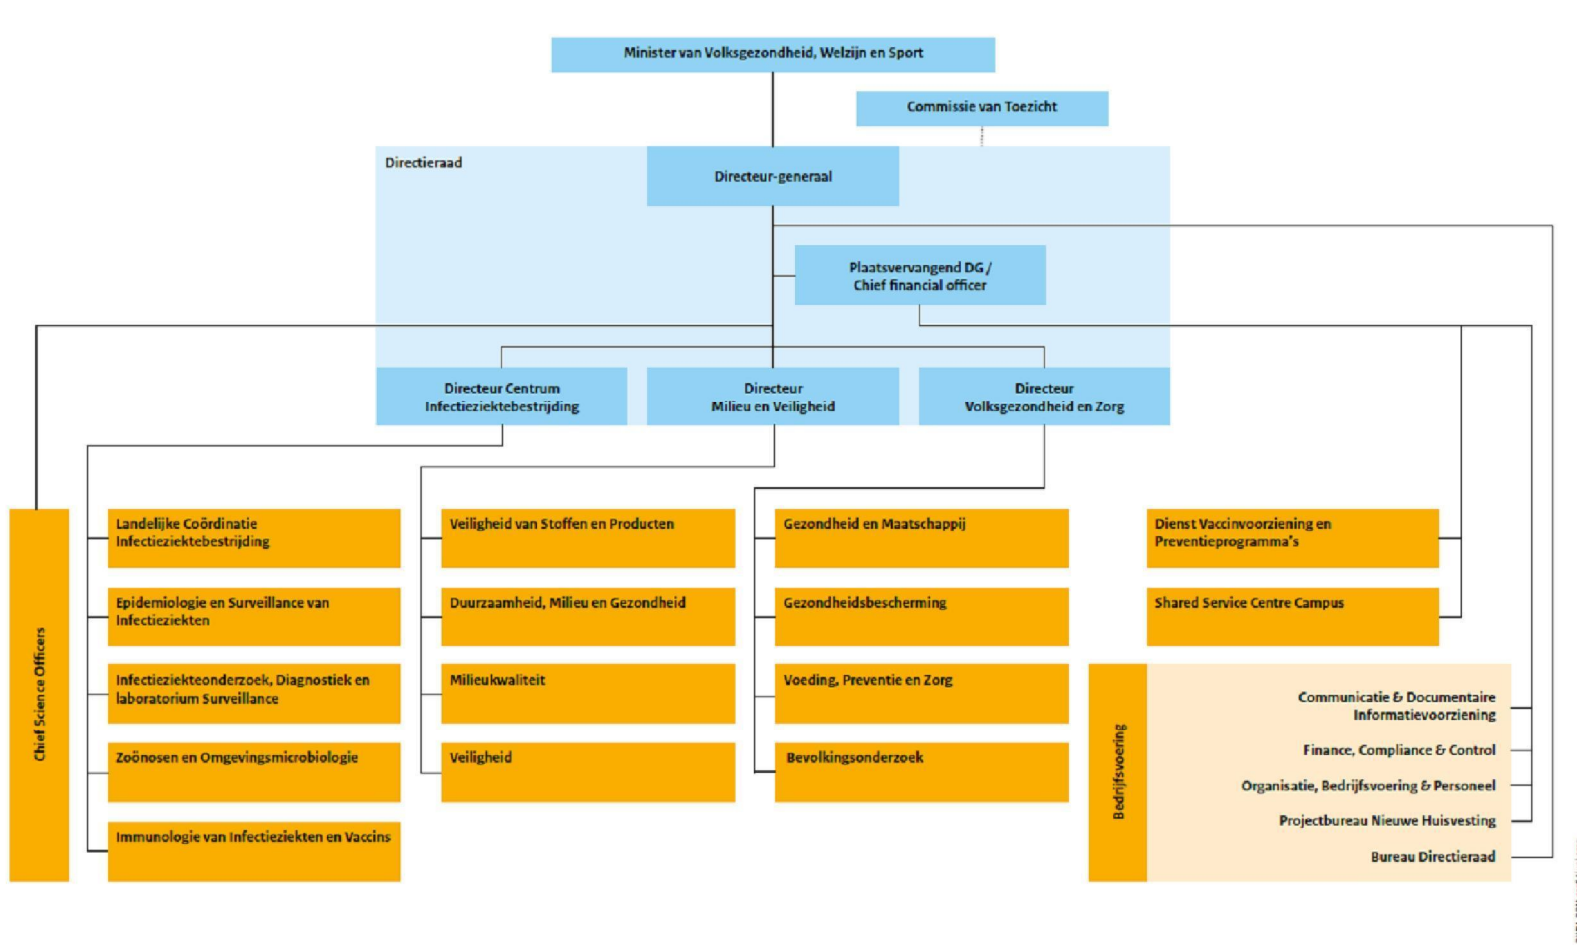 Minister van Volksgezondheid, Welzijn en Sport
Commissie van Toezicht
Directieraad
Directeur-generaal
Plaatsvervangend DG /
Chief financial officer
Directeur Centrum
Infectieziektebestrijding
Directeur
Milieu en Veiligheid
Directeur
Volksgezondheid en Zorg
Chief Science Officers
Landelijke Coördinatie
Infectieziektebestrijding
Epidemiologie en Surveillance van
Infectieziekten
Infectieziekteonderzoek, Diagnostiek en
laboratorium Surveillance
Zoönosen en Omgevingsmicrobiologie
Immunologie van Infectieziekten en Vaccins
Veiligheid van Stoffen en Producten
Duurzaamheid, Milieu en Gezondheid
Milieukwaliteit
Veiligheid
Gezondheid en Maatschappij
Gezondheidsbescherming
Voeding, Preventie en Zorg
Bevolkingsonderzoek
Dienst Vaccinvoorziening en
Preventieprogramma's
Shared Service Centre Campus
Bedrijfsvoering
Communicatie & Documentaire
Informatievoorziening
Finance, Compliance & Control
Organisatie, Bedrijfsvoering & Personeel
Projectbureau Nieuwe Huisvesting
Bureau Directieraad